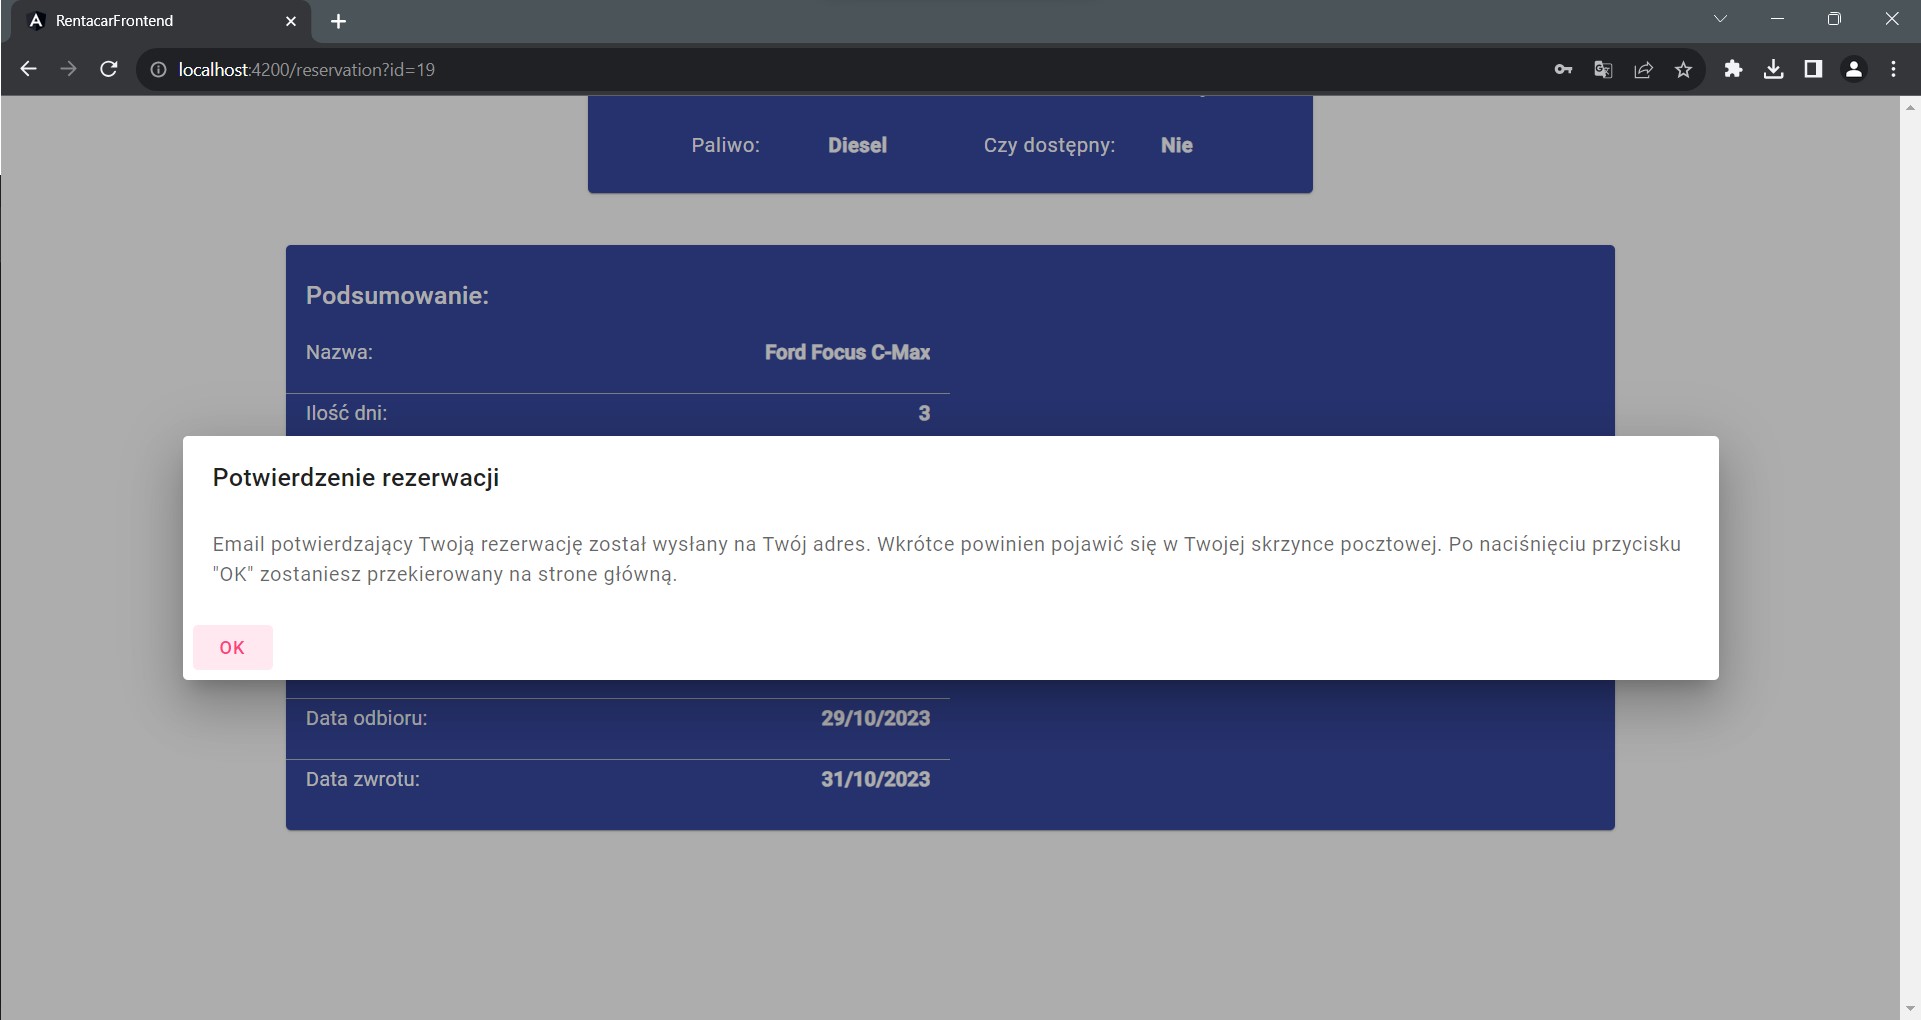 RentacarFrontend
localhost:4200/reservation?id=19
Paliwo: Diesel Czy dostępny: Nie
Podsumowanie:
Nazwa: Ford Focus C-Max
Ilość dni: 3
Potwierdzenie rezerwacji
Email potwierdzający Twoją rezerwację został wysłany na Twój adres. Wkrótce powinien pojawić się w Twojej skrzynce pocztowej. Po naciśnięciu przycisku
"OK" zostaniesz przekierowany na strone główną.
OK
Data odbioru: 29/10/2023
Data zwrotu: 31/10/2023